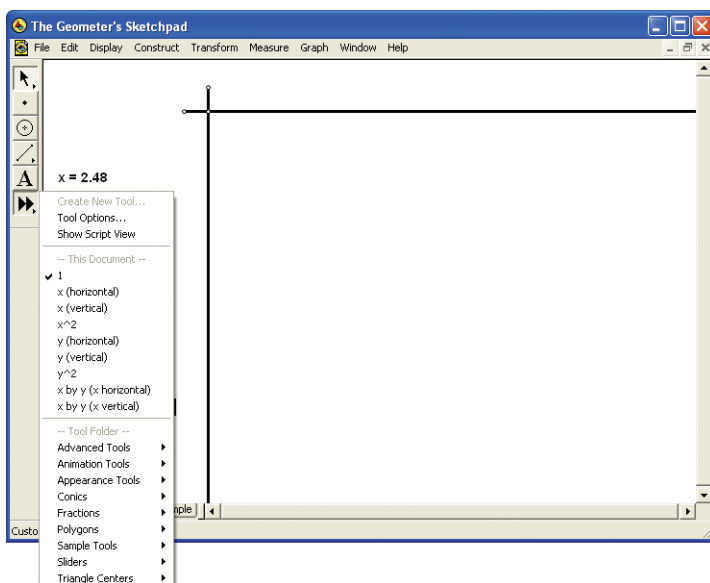 The Geometer's Sketchpad
File Edit Display Construct Transform Measure Graph Window Help
A
x = 2.48
Create New Tool...
Tool Options...
Show Script View
-- This Document --
1
x (horizontal)
x (vertical)
x^2
y (horizontal)
y (vertical)
y^2
x by y (x horizontal)
x by y (x vertical)
-- Tool Folder --
Advanced Tools
Animation Tools
Appearance Tools
Conics
Fractions
Polygons
Sample Tools
Sliders
Triangle Centers